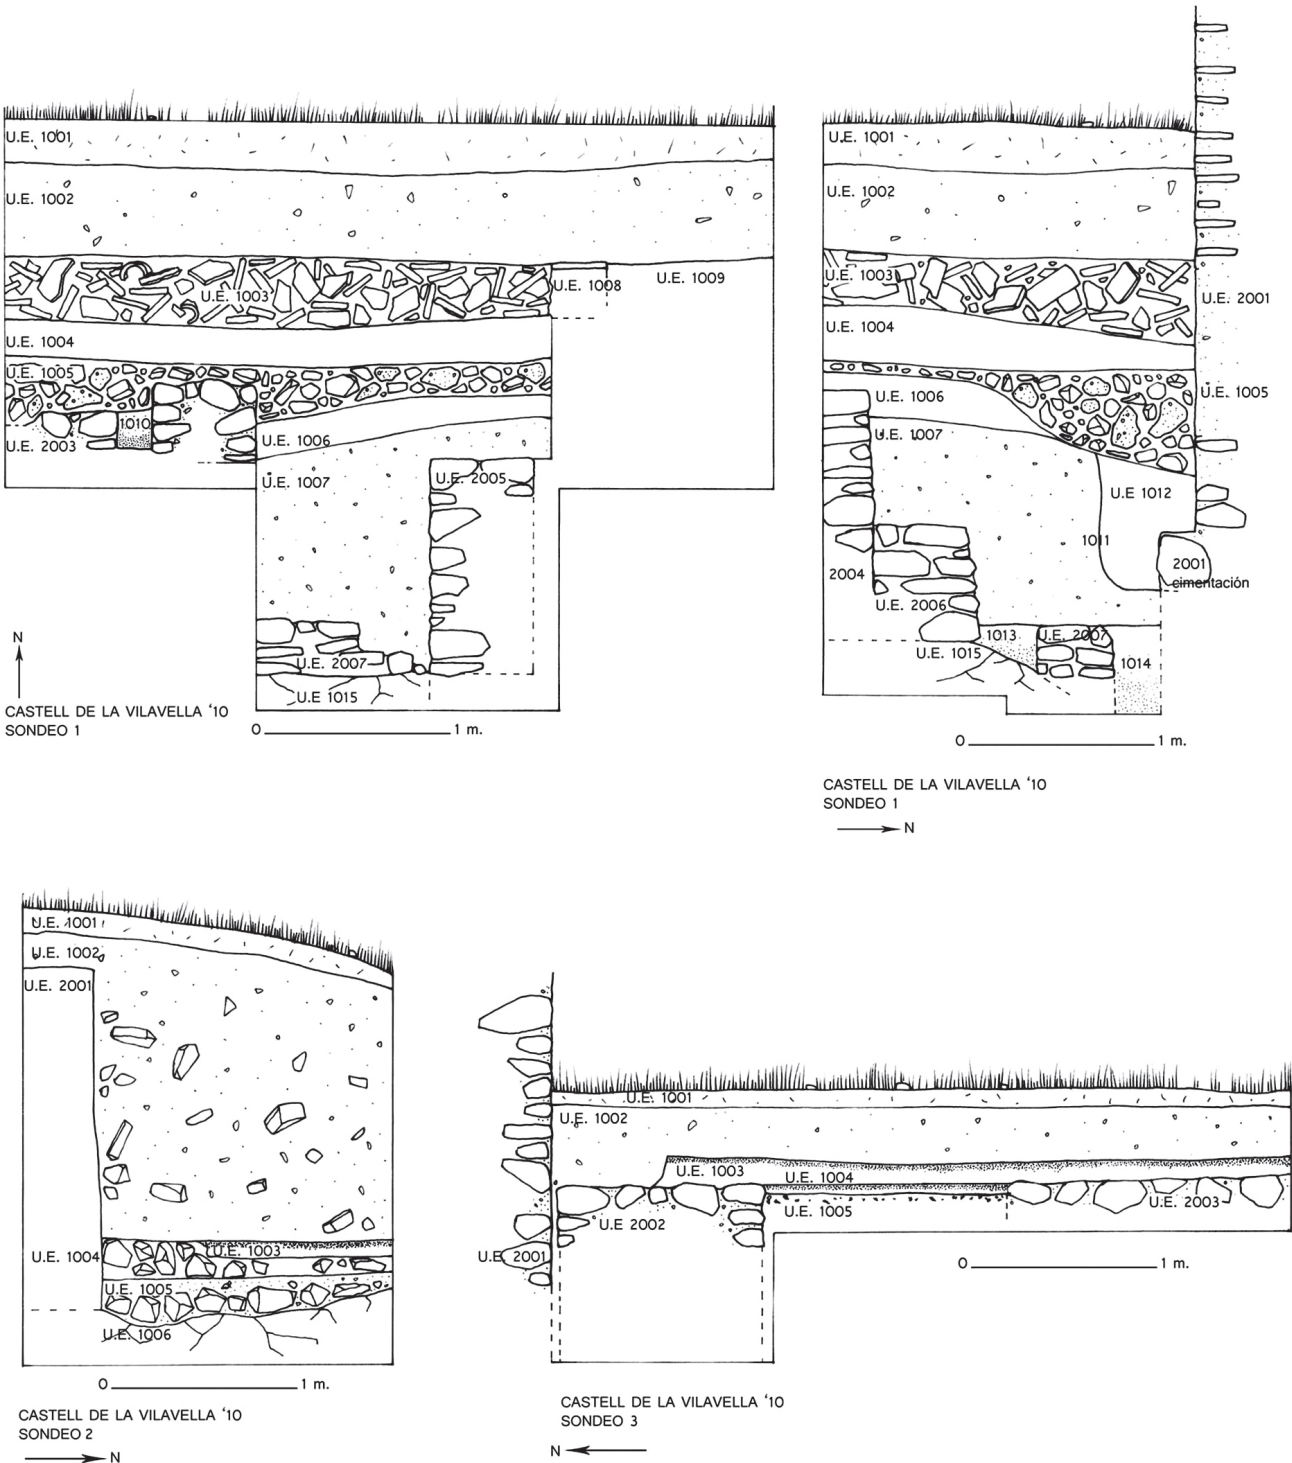 U.E. 1001
U.E. 1002
U.E. 1003
U.E. 1008
U.E. 1009
U.E. 1004
U.E. 1005
1010
U.E. 2003
U.E. 1006
U.E. 1007
U.E. 2005
U.E. 2007
U.E 1015
N
CASTELL DE LA VILAVELLA ‘10
SONDEO 1
0 1 m.
U.E. 1001
U.E. 1002
U.E. 1003
U.E. 2001
U.E. 1004
U.E. 1005
U.E. 1006
U.E. 1007
U.E 1012
1011
2001
cimentación
2004
U.E. 2006
1013
U.E. 2007
U.E. 1015
1014
0 1 m.
CASTELL DE LA VILAVELLA ‘10
SONDEO 1
N
U.E. 1001
U.E. 1002
U.E. 2001
U.E. 1003
U.E. 1004
U.E. 1005
U.E. 1006
0 1 m.
CASTELL DE LA VILAVELLA ‘10
SONDEO 2
N
U.E. 1001
U.E. 1002
U.E. 1003
U.E. 1004
U.E. 2003
U.E. 1005
U.E 2002
U.E 2001
0 1 m.
CASTELL DE LA VILAVELLA ‘10
SONDEO 3
N